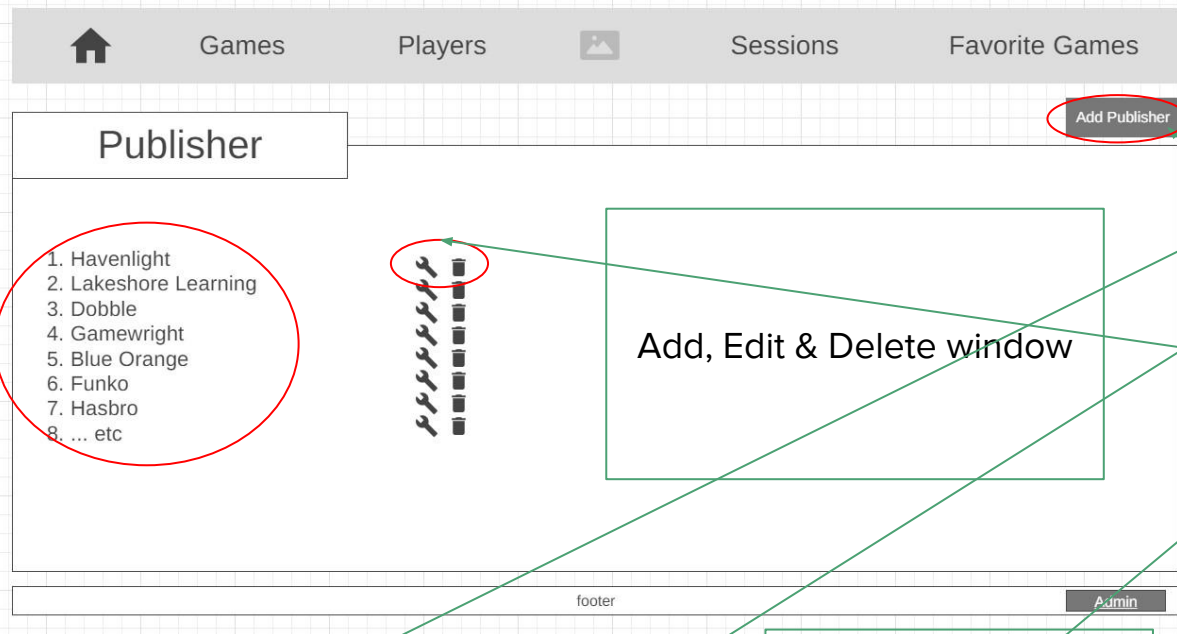 Games Players Sessions Favorite Games
Add Publisher
Publisher
1. Havenlight
2. Lakeshore Learning
3. Dobble
4. Gamewright
5. Blue Orange
6. Funko
7. Hasbro
8. ... etc
Add, Edit & Delete window
footer
Admin